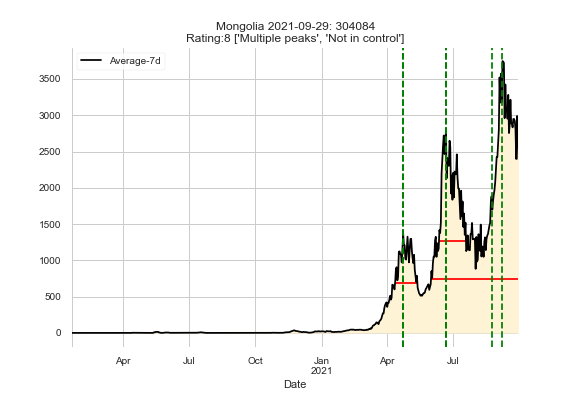 Mongolia 2021-09-29: 304084
Rating:8 ['Multiple peaks', 'Not in control']
Average-7d
3500
3000
2500
2000
1500
1000
500
0
Apr Jul Oct Jan Apr Jul
2021
Date